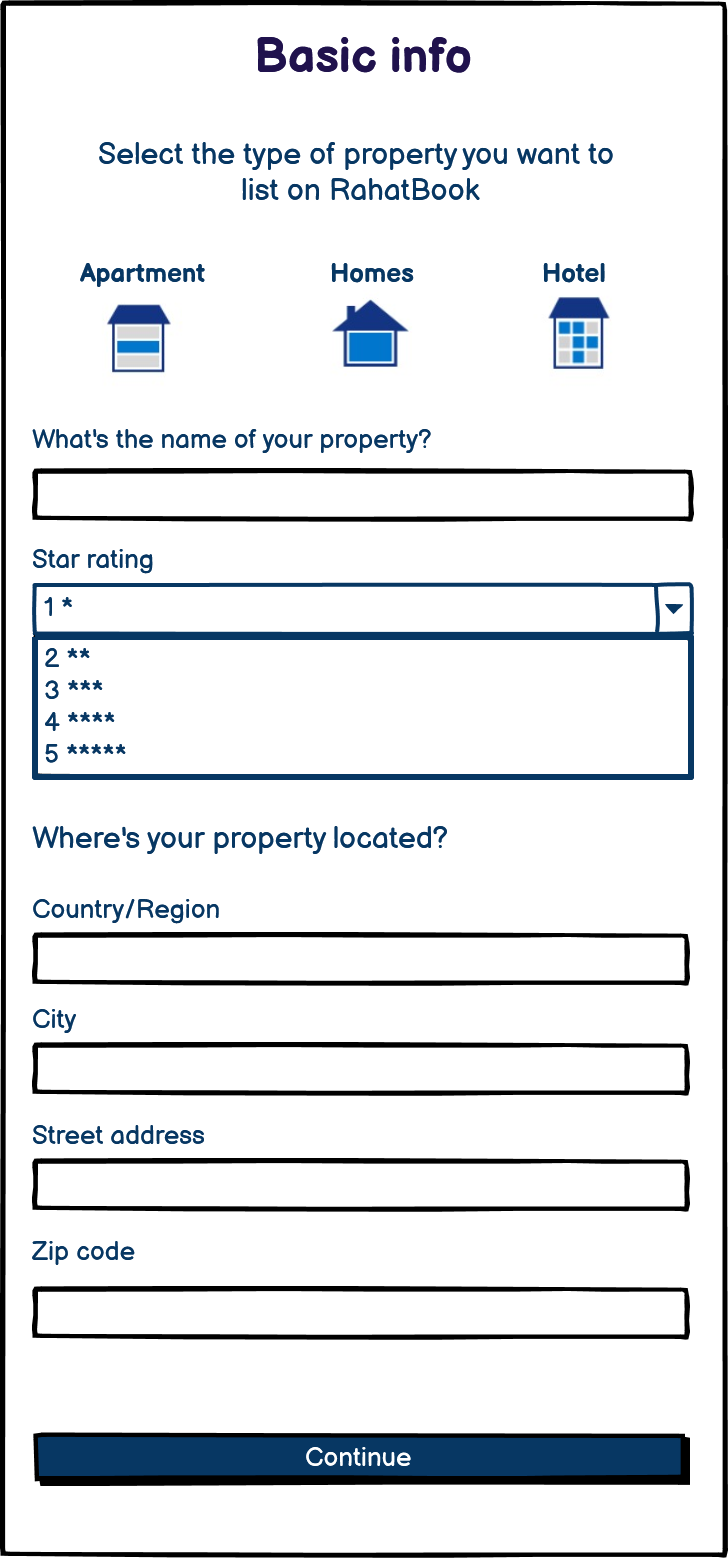 Basic info
Select the type of property you want to
list on RahatBook
Apartment
Homes
Hotel
What's the name of your property?
Star rating
1 *
2 **
3 ***
4 ****
5 *****
Where's your property located?
Country/Region
City
Street address
Zip code
Continue